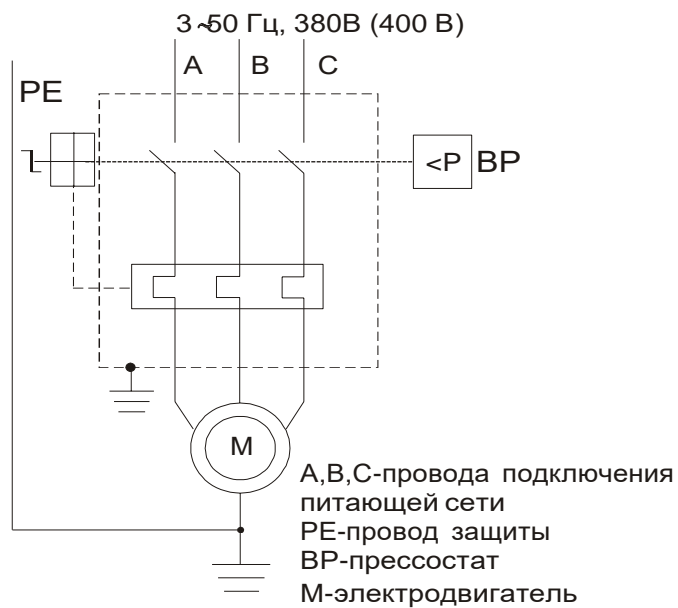 3 ~50 Гц, 380В (400 В)
A B C
PE
<P BP
M
A,B,C-провода подключения
питающей сети
PE-провод защиты
BP-прессостат
M-электродвигатель